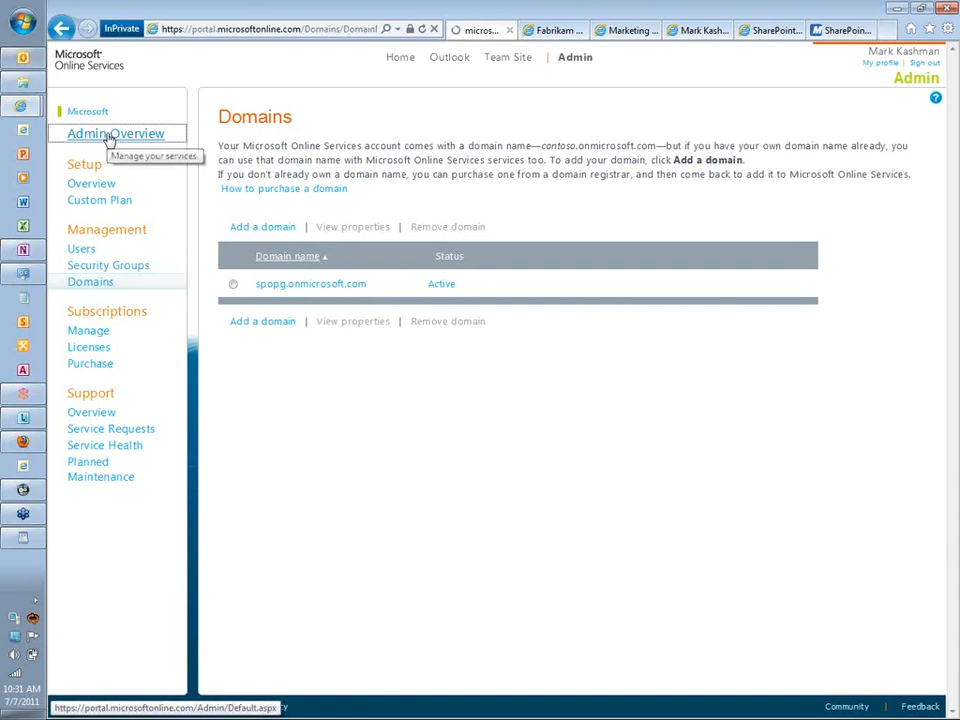 InPrivate
https://portal.microsoftonline.com/Domains/Domainl
micros...
Fabrikam ...
Marketing ...
Mark Kash...
SharePoint...
SharePoint...
Microsoft
Online Services
Home
Outlook
Team Site
Admin
Mark Kashman
My profile | Sign out
Admin
Microsoft
Admin Overview
Manage your services.
Setup
Overview
Custom Plan
Management
Users
Security Groups
Domains
Subscriptions
Manage
Licenses
Purchase
Support
Overview
Service Requests
Service Health
Planned
Maintenance
Domains
Your Microsoft Online Services account comes with a domain name—contoso.onmicrosoft.com—but if you have your own domain name already, you
can use that domain name with Microsoft Online Services services too. To add your domain, click Add a domain.
If you don't already own a domain name, you can purchase one from a domain registrar, and then come back to add it to Microsoft Online Services.
How to purchase a domain
Add a domain | View properties | Remove domain
Domain name Status
spopg.onmicrosoft.com Active
Add a domain | View properties | Remove domain
10:31 AM
7/7/2011
https://portal.microsoftonline.com/Admin/Default.aspx
Community | Feedback